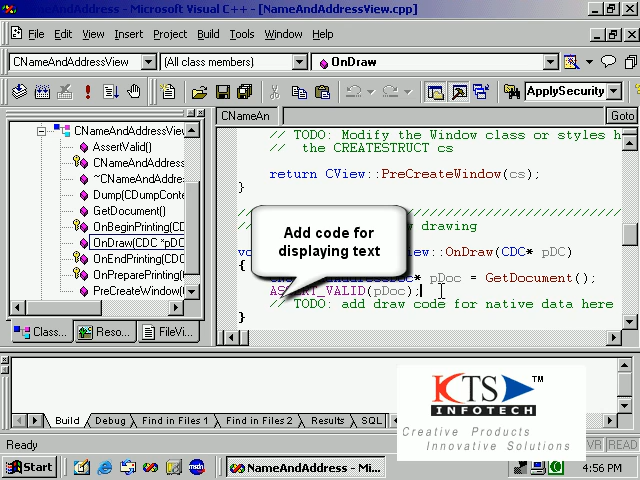 NameAndAddress - Microsoft Visual C++ - [NameAndAddressView.cpp]
File Edit View Insert Project Build Tools Window Help
CNameAndAddressView
(All class members)
OnDraw
ApplySecurity
CNameAndAddressView
AssertValid()
CNameAndAddress
~CNameAndAddress
Dump(CDumpConte
GetDocument()
OnBeginPrinting(CD
OnDraw(CDC *pDC
OnEndPrinting(CDC
OnPreparePrinting(
PreCreateWindow(
Class... Reso... FileVi...
CNameAn
Goto
// TODO: Modify the Window class or styles h
// the CREATESTRUCT cs
return CView::PreCreateWindow(cs);
}
drawing
::OnDraw(CDC* pDC)
{
* pDoc = GetDocument();
ASSERT_VALID(pDoc);
// TODO: add draw code for native data here
}
Add code for
displaying text
Build Debug Find in Files 1 Find in Files 2 Results SQL
KTS
INFOTECH
TM
Creative Products
Innovative Solutions
Ready
READ
Start
msdn
NameAndAddress - Mi...
4:56 PM